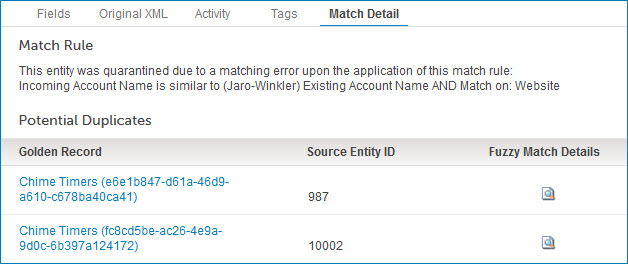 Fields Original XML Activity Tags Match Detail
Match Rule
This entity was quarantined due to a matching error upon the application of this match rule:
Incoming Account Name is similar to (Jaro-Winkler) Existing Account Name AND Match on: Website
Potential Duplicates
Golden Record Source Entity ID Fuzzy Match Details
Chime Timers (e6e1b847-d61a-46d9-
a610-c678ba40ca41) 987
Chime Timers (fc8cd5be-ac26-4e9a-
9d0c-6b397a124172) 10002